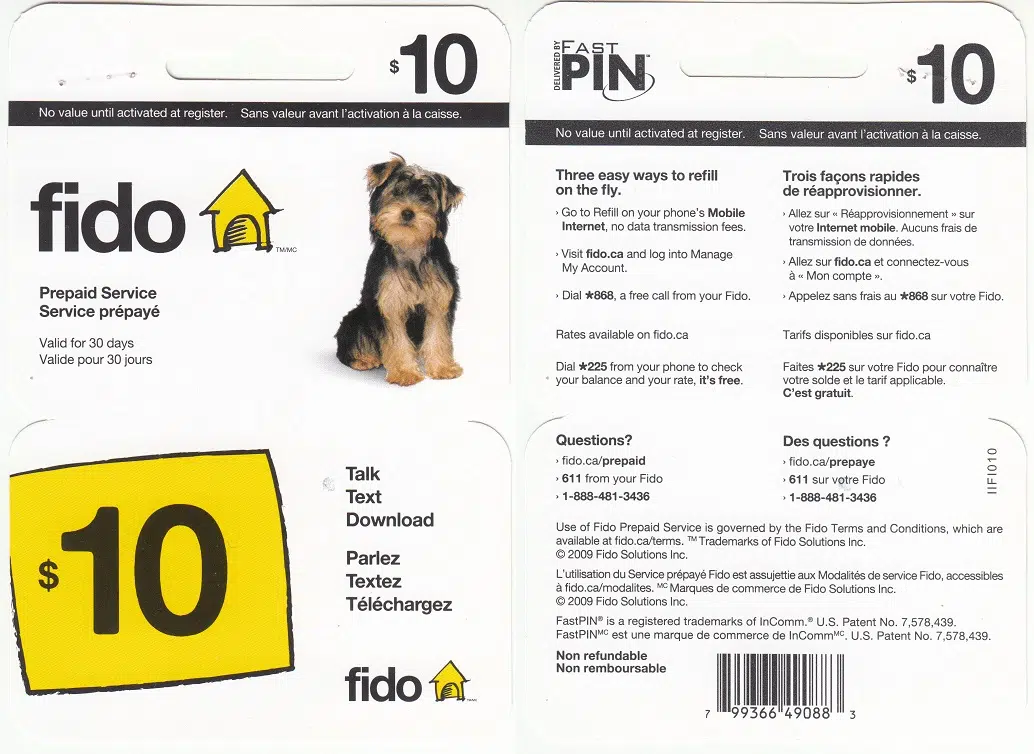 $10
No value until activated at register. Sans valeur avant l'activation à la caisse.
fido
TM/MC
Prepaid Service
Service prépayé
Valid for 30 days
Valide pour 30 jours
$10
Talk
Text
Download
Parlez
Textez
Téléchargez
fido
DELIVERED BY
FAST
PIN
$10
No value until activated at register. Sans valeur avant l'activation à la caisse.
Three easy ways to refill
on the fly.
› Go to Refill on your phone's Mobile
Internet, no data transmission fees.
› Visit fido.ca and log into Manage
My Account.
› Dial *868, a free call from your Fido.
Rates available on fido.ca
Dial *225 from your phone to check
your balance and your rate, it's free.
Trois façons rapides
de réapprovisionner.
› Allez sur « Réapprovisionnement » sur
votre Internet mobile. Aucuns frais de
transmission de données.
› Allez sur fido.ca et connectez-vous
à « Mon compte ».
› Appelez sans frais au *868 sur votre Fido.
Tarifs disponibles sur fido.ca
Faites *225 sur votre Fido pour connaître
votre solde et le tarif applicable.
C'est gratuit.
Questions?
› fido.ca/prepaid
› 611 from your Fido
› 1-888-481-3436
Des questions ?
› fido.ca/prepaye
› 611 sur votre Fido
› 1-888-481-3436
IIFI010
Use of Fido Prepaid Service is governed by the Fido Terms and Conditions, which are
available at fido.ca/terms. ™ Trademarks of Fido Solutions Inc.
© 2009 Fido Solutions Inc.
L'utilisation du Service prépayé Fido est assujettie aux Modalités de service Fido, accessibles
à fido.ca/modalites. MC Marques de commerce de Fido Solutions Inc.
© 2009 Fido Solutions Inc.
FastPIN® is a registered trademarks of InComm.® U.S. Patent No. 7,578,439.
FastPINMC est une marque de commerce de InCommMC. U.S. Patent No. 7,578,439.
Non refundable
Non remboursable
7 99366 49088 3